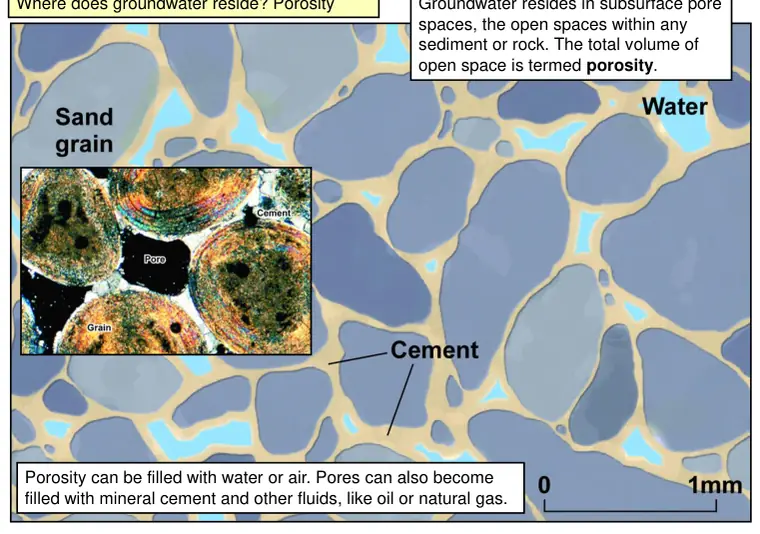 Where does groundwater reside? Porosity
Groundwater resides in subsurface pore
spaces, the open spaces within any
sediment or rock. The total volume of
open space is termed porosity.
Sand
grain
Water
Cement
Pore
Grain
Cement
Porosity can be filled with water or air. Pores can also become
filled with mineral cement and other fluids, like oil or natural gas.
0 1mm